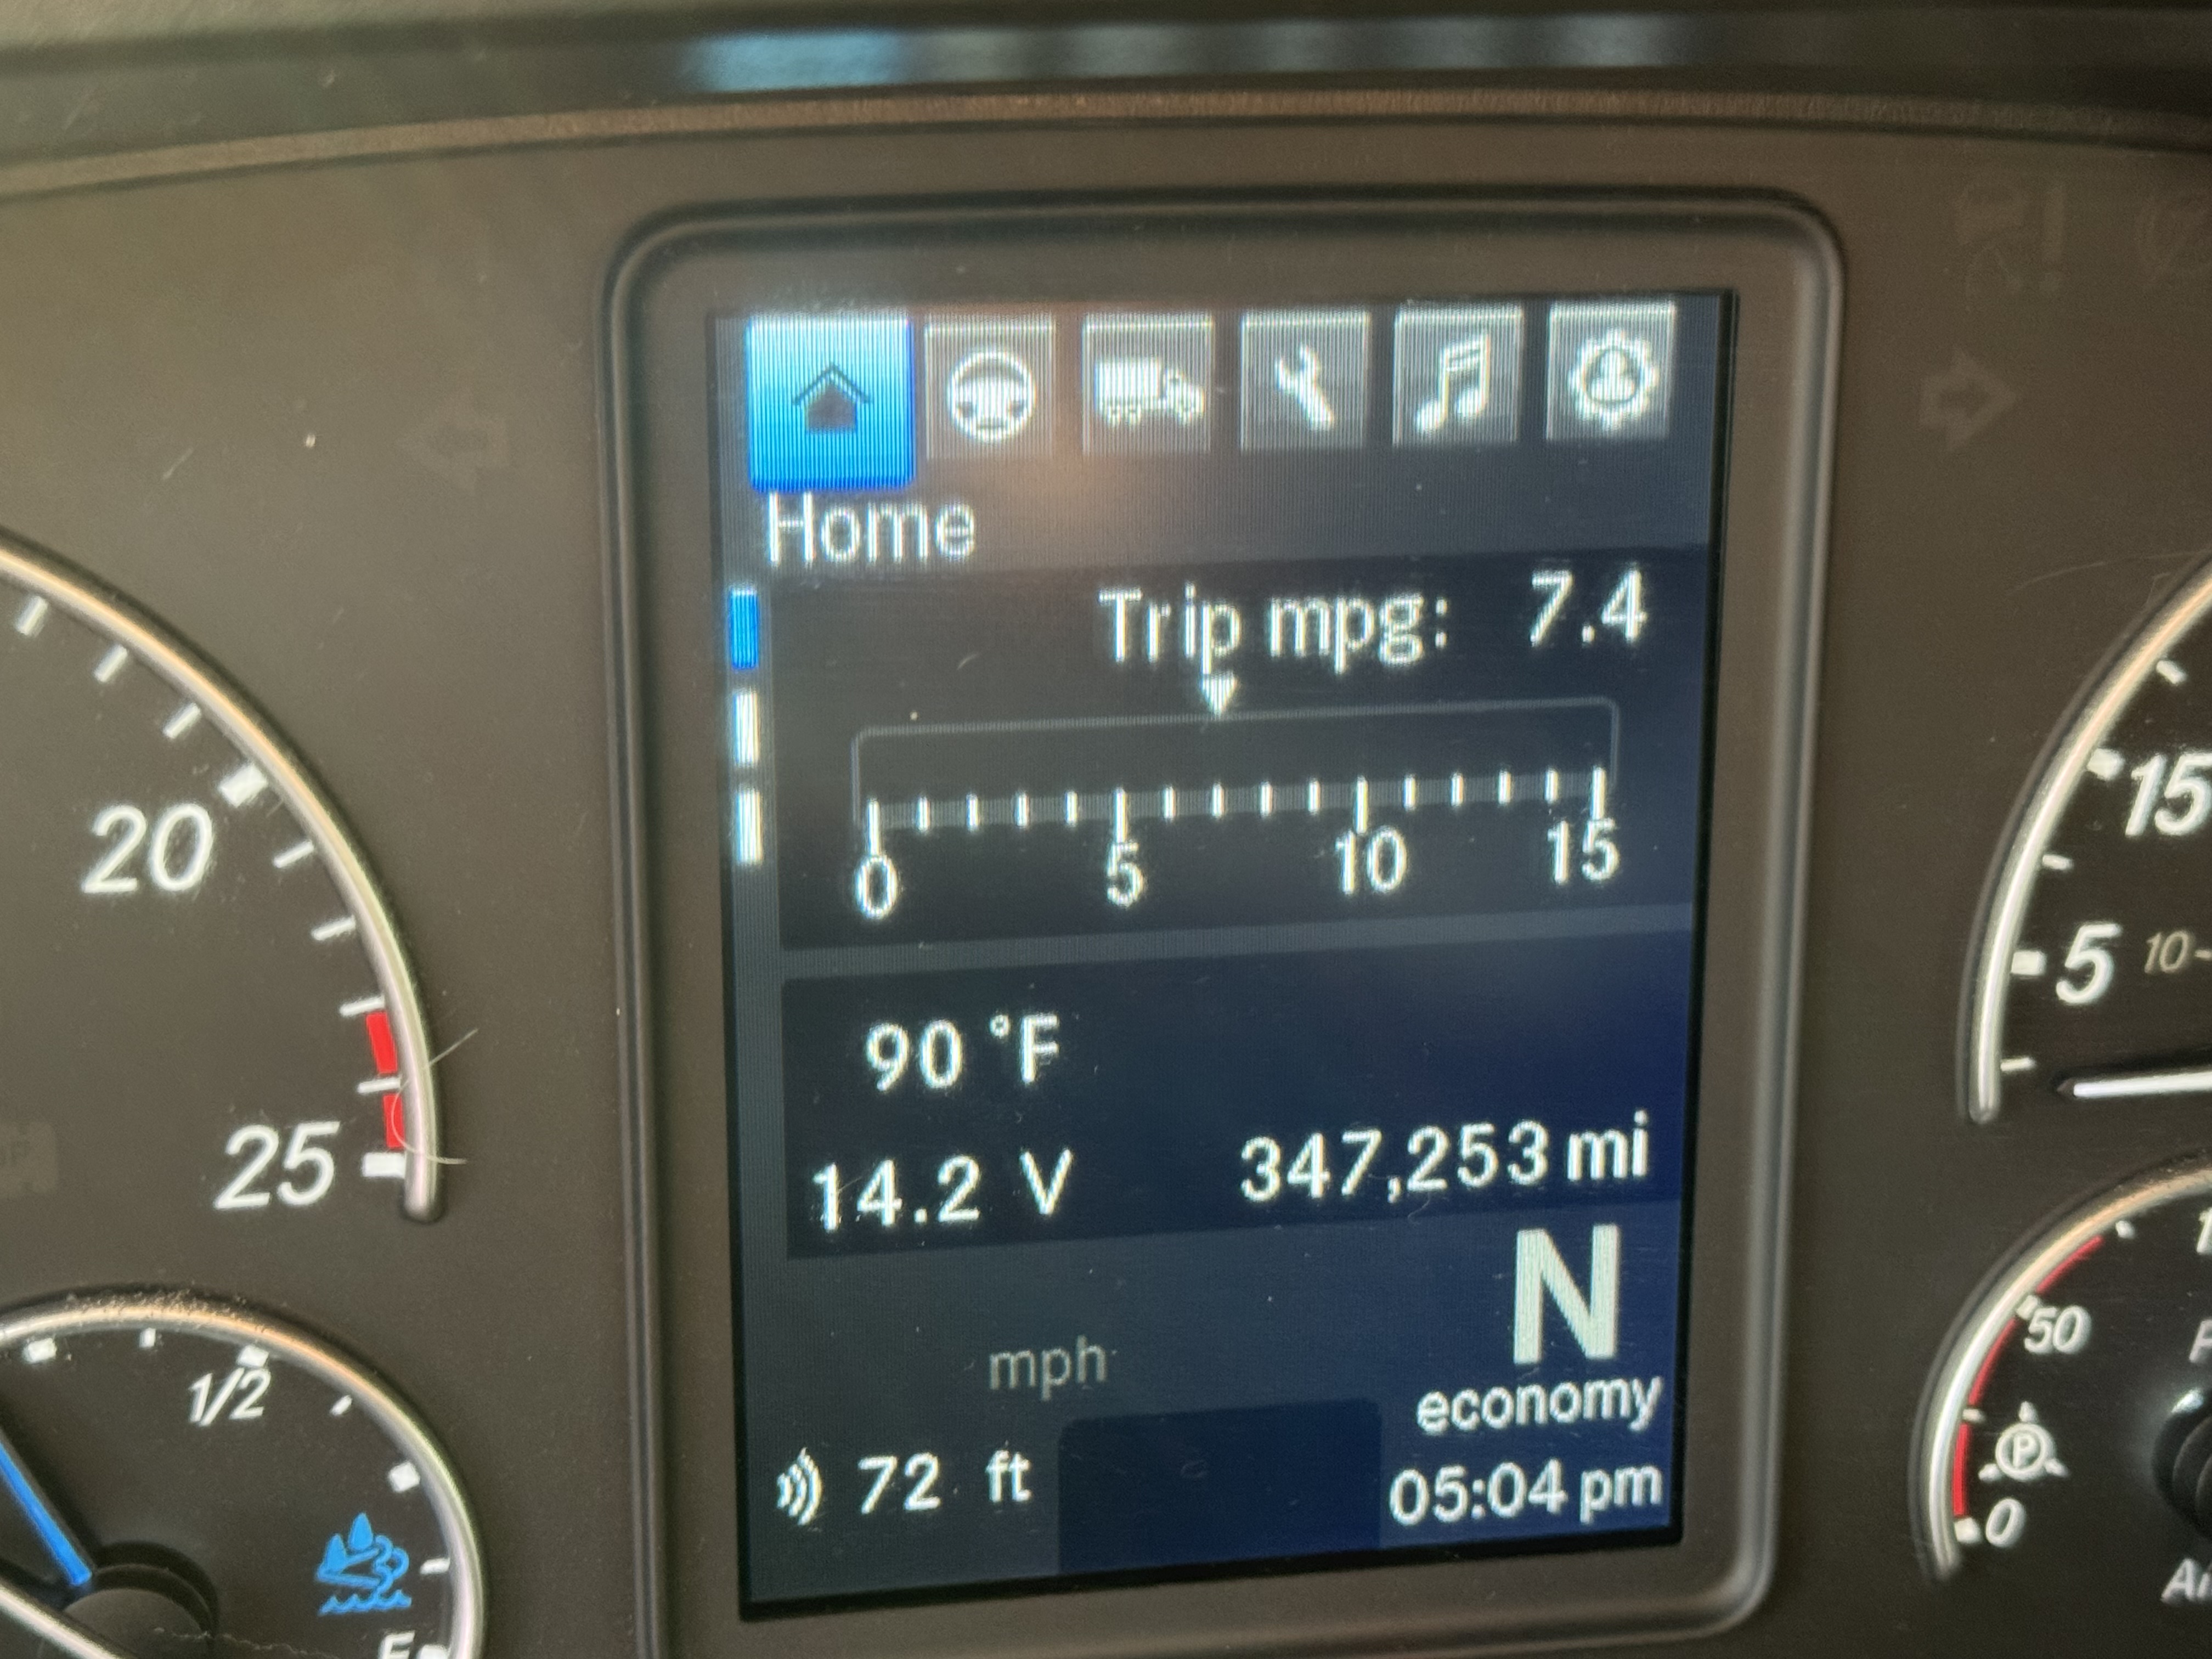 Home
Trip mpg: 7.4
0 5 10 15
90 °F
14.2 V 347,253 mi
N
mph
economy
72 ft
05:04 pm
20
25
1/2
15
5 10-
50
P
0